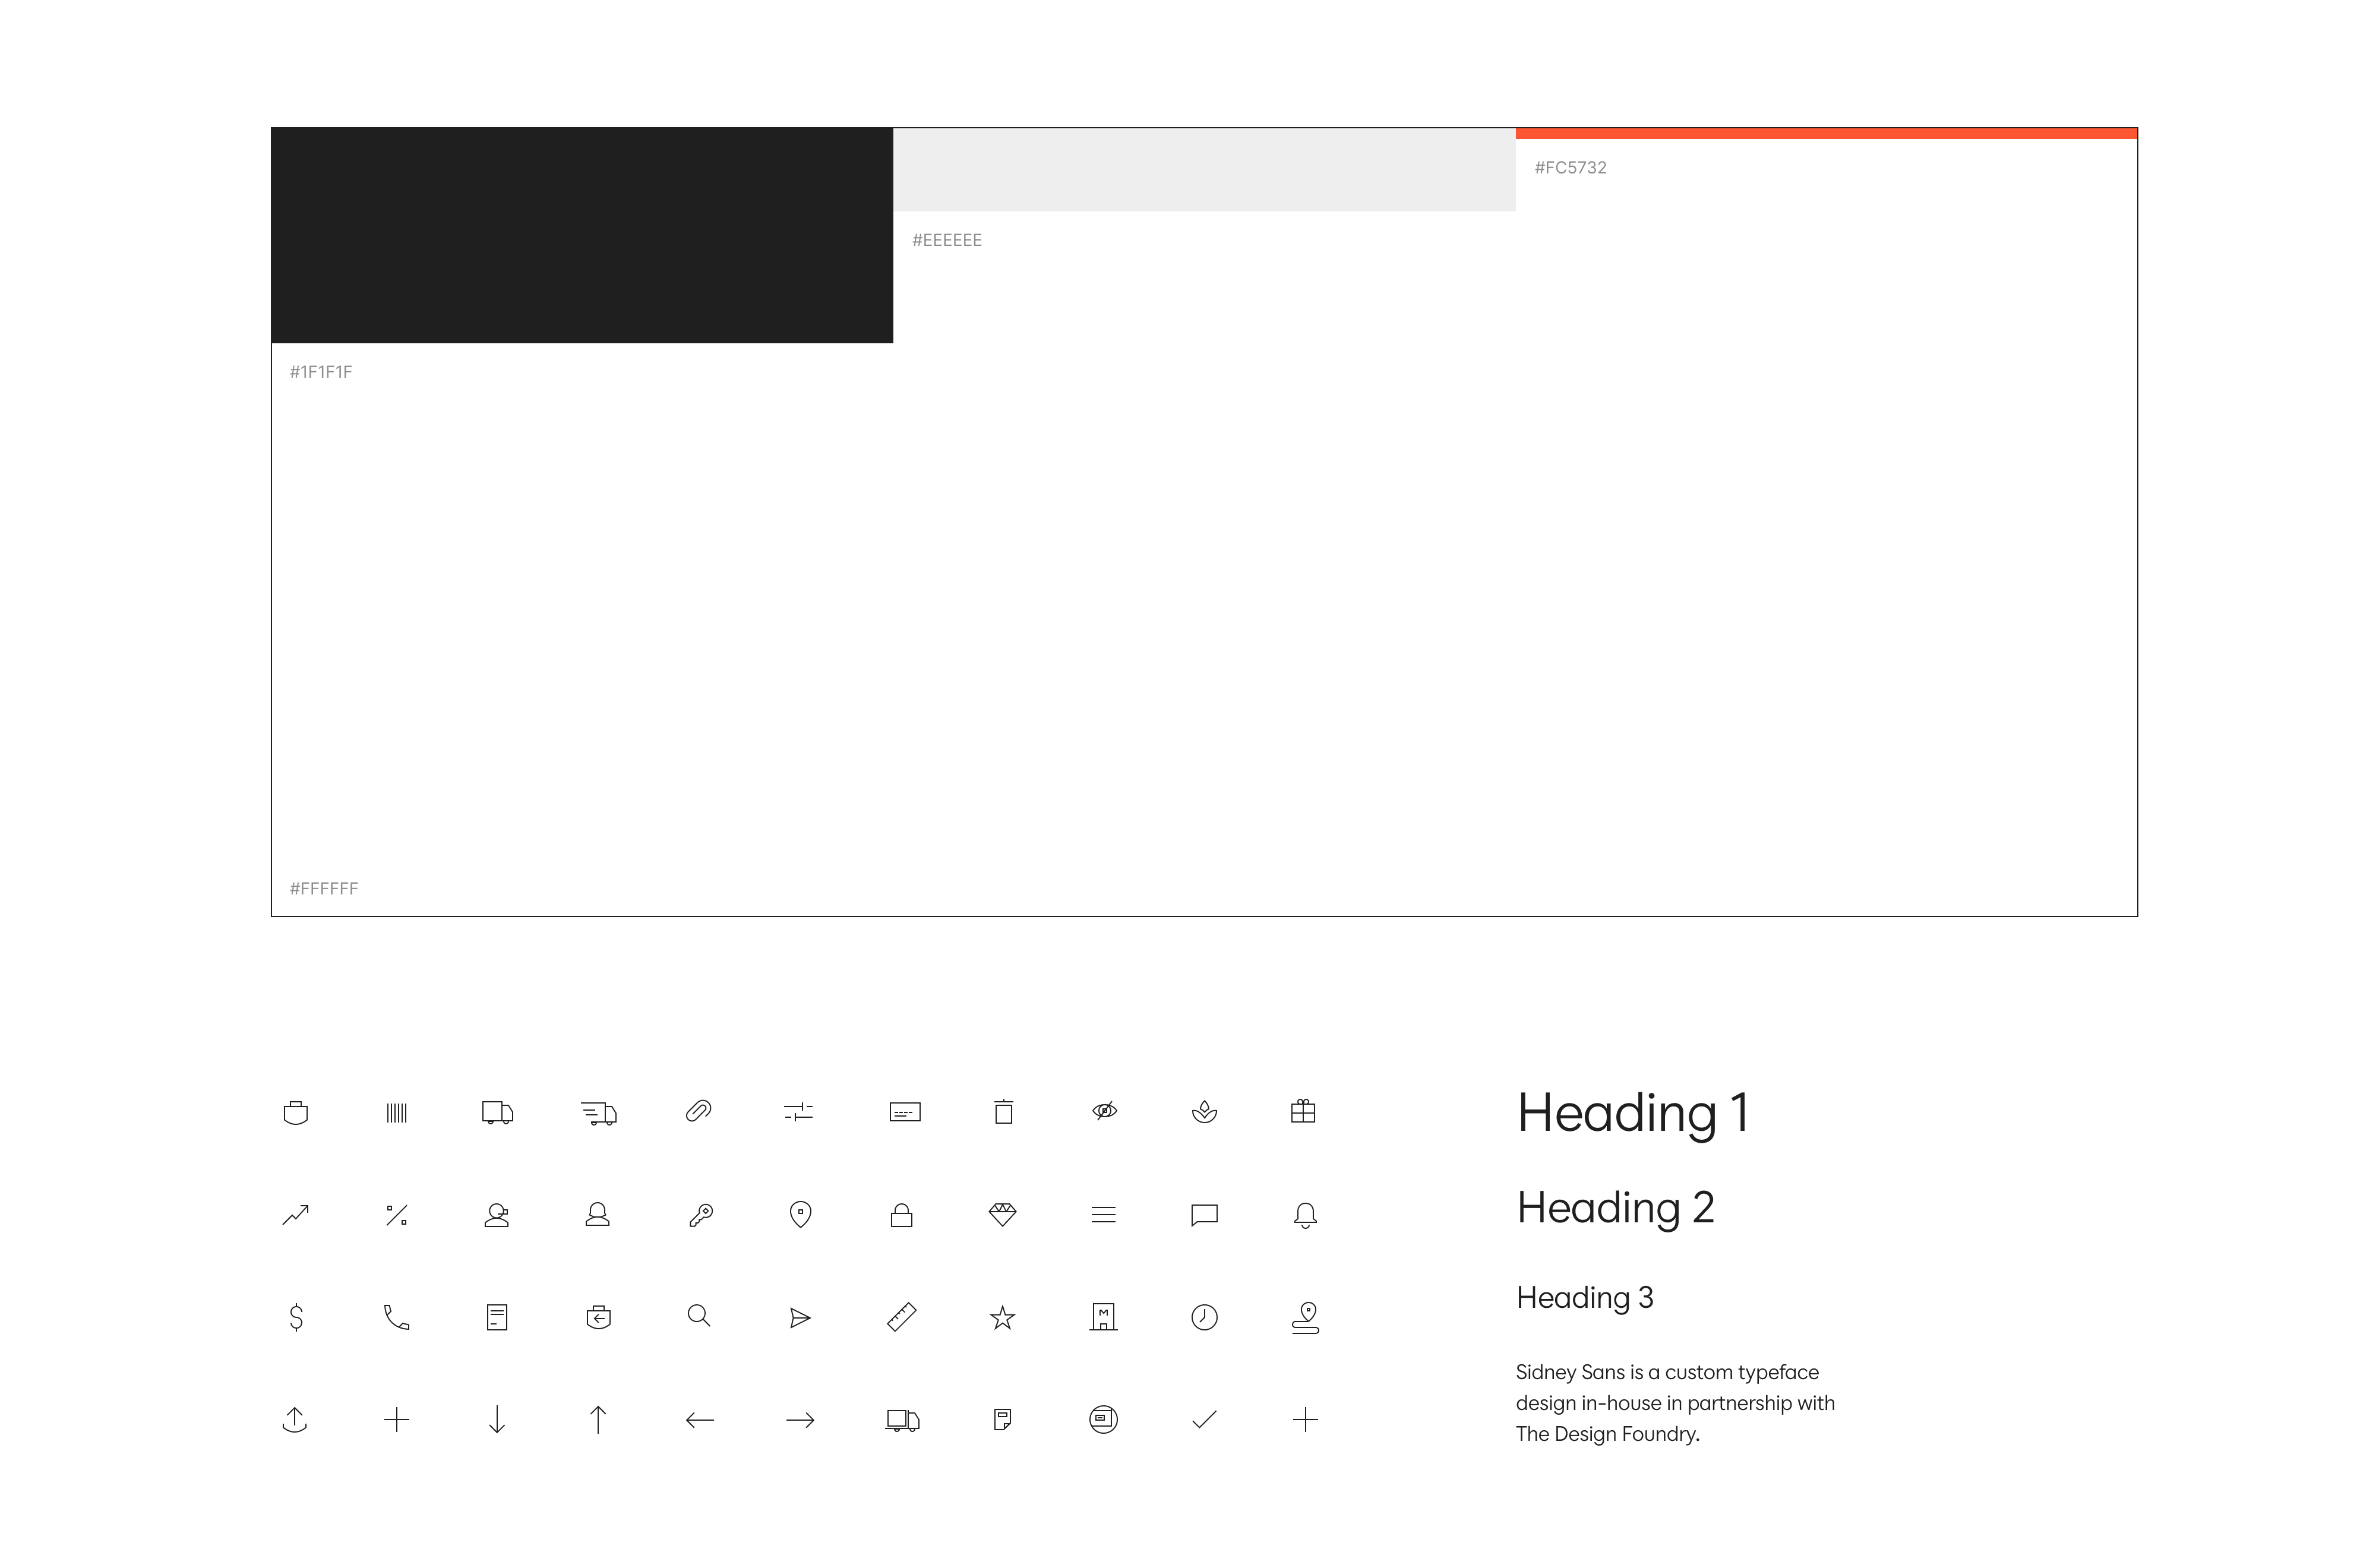 #FC5732
#EEEEEE
#1F1F1F
#FFFFFF
Heading 1
Heading 2
Heading 3
M
Sidney Sans is a custom typeface
design in-house in partnership with
The Design Foundry.